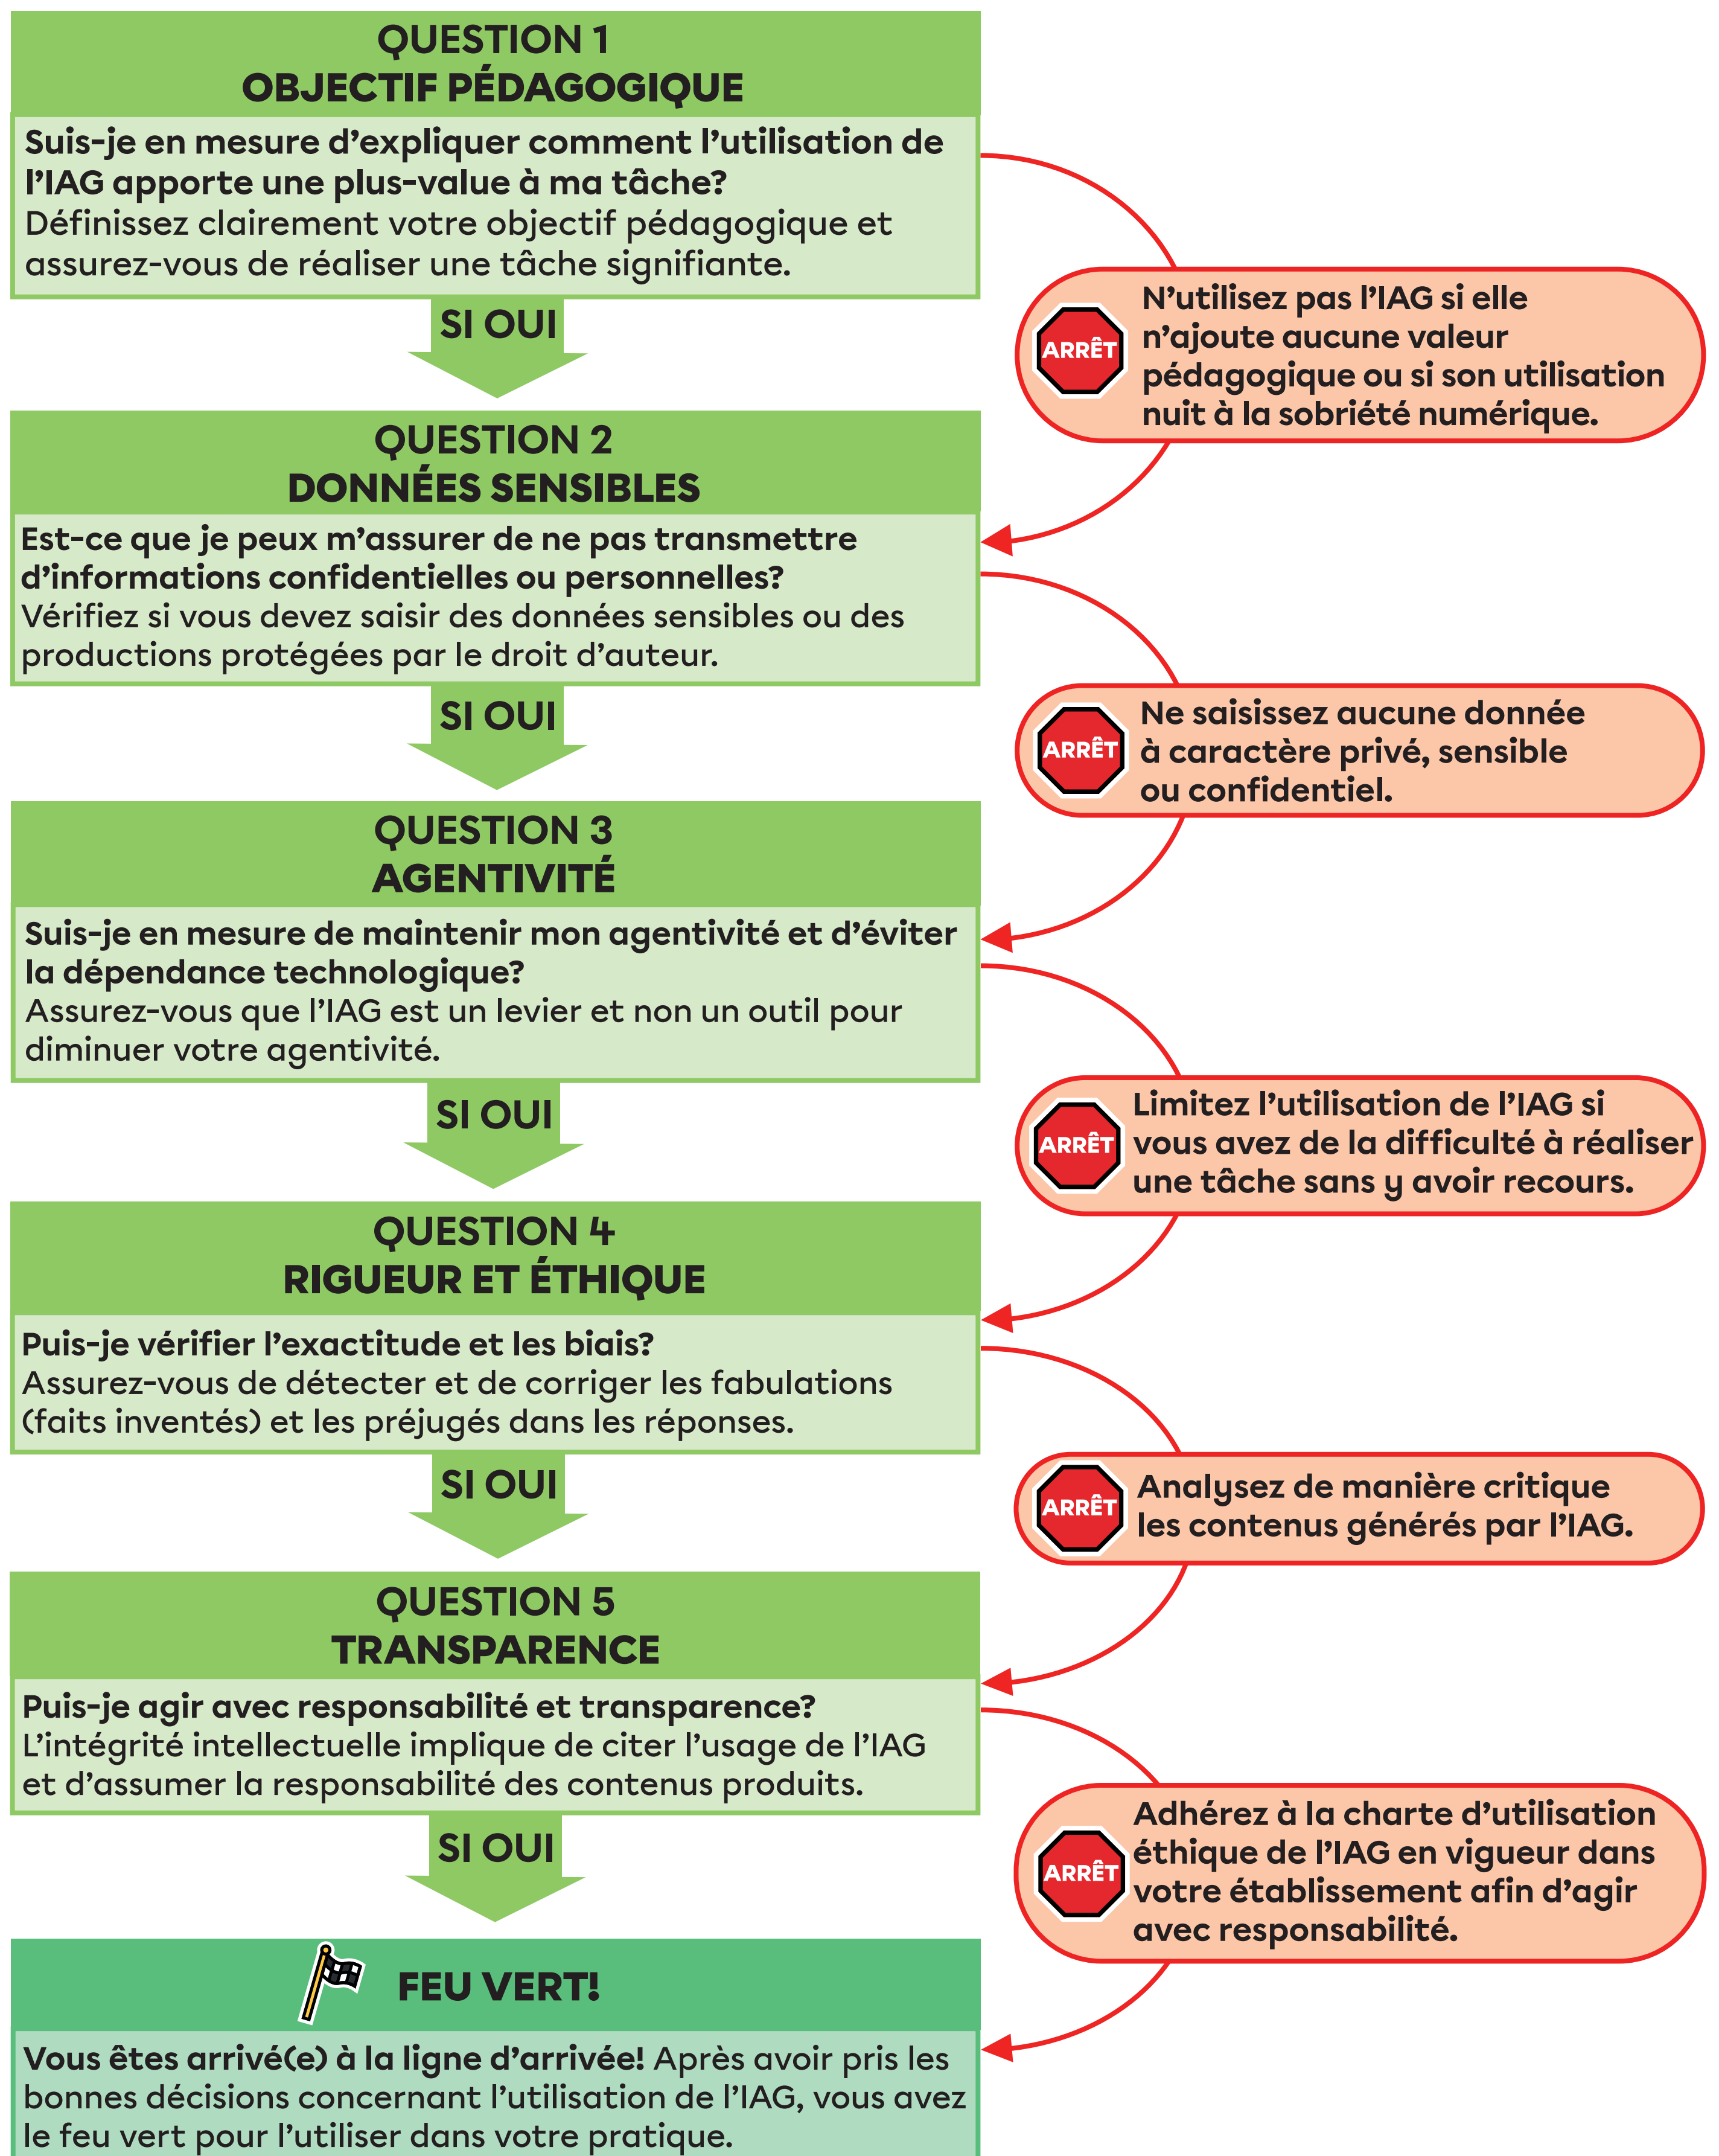 QUESTION 1
OBJECTIF PÉDAGOGIQUE
Suis-je en mesure d’expliquer comment l’utilisation de
l’IAG apporte une plus-value à ma tâche?
Définissez clairement votre objectif pédagogique et
assurez-vous de réaliser une tâche signifiante.
SI OUI
ARRÊT
N’utilisez pas l’IAG si elle
n’ajoute aucune valeur
pédagogique ou si son utilisation
nuit à la sobriété numérique.
QUESTION 2
DONNÉES SENSIBLES
Est-ce que je peux m’assurer de ne pas transmettre
d’informations confidentielles ou personnelles?
Vérifiez si vous devez saisir des données sensibles ou des
productions protégées par le droit d’auteur.
SI OUI
ARRÊT
Ne saisissez aucune donnée
à caractère privé, sensible
ou confidentiel.
QUESTION 3
AGENTIVITÉ
Suis-je en mesure de maintenir mon agentivité et d’éviter
la dépendance technologique?
Assurez-vous que l’IAG est un levier et non un outil pour
diminuer votre agentivité.
SI OUI
ARRÊT
Limitez l’utilisation de l’IAG si
vous avez de la difficulté à réaliser
une tâche sans y avoir recours.
QUESTION 4
RIGUEUR ET ÉTHIQUE
Puis-je vérifier l’exactitude et les biais?
Assurez-vous de détecter et de corriger les fabulations
(faits inventés) et les préjugés dans les réponses.
SI OUI
ARRÊT
Analysez de manière critique
les contenus générés par l’IAG.
QUESTION 5
TRANSPARENCE
Puis-je agir avec responsabilité et transparence?
L’intégrité intellectuelle implique de citer l’usage de l’IAG
et d’assumer la responsabilité des contenus produits.
SI OUI
ARRÊT
Adhérez à la charte d’utilisation
éthique de l’IAG en vigueur dans
votre établissement afin d’agir
avec responsabilité.
FEU VERT!
Vous êtes arrivé(e) à la ligne d’arrivée! Après avoir pris les
bonnes décisions concernant l’utilisation de l’IAG, vous avez
le feu vert pour l’utiliser dans votre pratique.